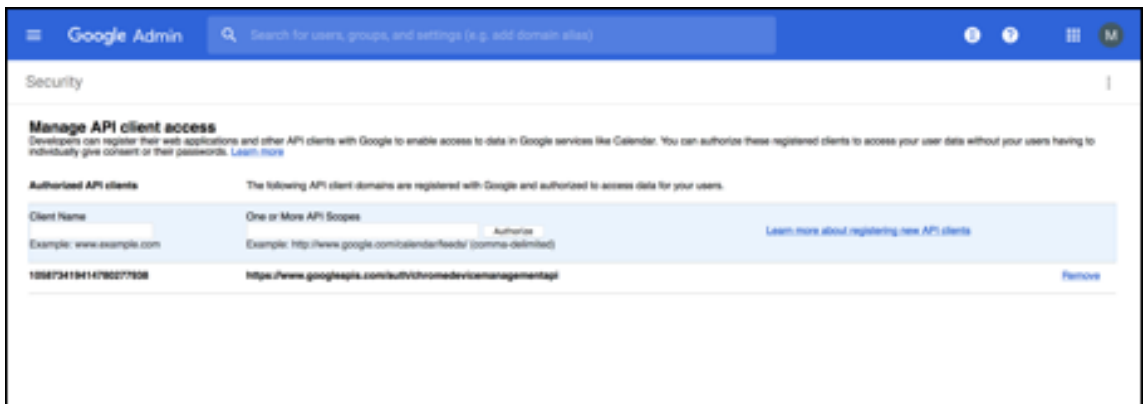 Google Admin
Search for users, groups, and settings (e.g. add domain alias)
M
Security
Manage API client access
Developers can register their web applications and other API clients with Google to enable access to data in Google services like Calendar. You can authorize these registered clients to access your user data without your users having to
individually give consent or their passwords. Learn more
Authorized API clients The following API client domains are registered with Google and authorized to access data for your users.
Client Name One or More API Scopes
Authorize Learn more about registering new API clients
Example: www.example.com Example: http://www.google.com/calendar/feeds/ (comma-delimited)
https://www.googleapis.com/auth/chromedevicemanagementapi Remove